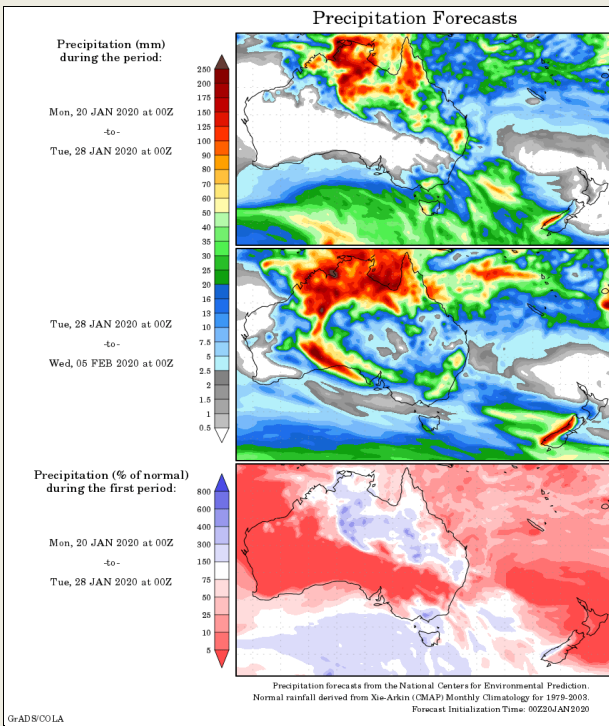 Precipitation Forecasts
Precipitation (mm)
during the period:
Mon, 20 JAN 2020 at 00Z
-to-
Tue, 28 JAN 2020 at 00Z
250
200
175
150
125
100
90
80
70
60
50
40
35
30
25
20
16
13
10
7.5
5
2.5
2
1.5
1
0.5
Tue, 28 JAN 2020 at 00Z
-to-
Wed, 05 FEB 2020 at 00Z
Precipitation (% of normal)
during the first period:
Mon, 20 JAN 2020 at 00Z
-to-
Tue, 28 JAN 2020 at 00Z
800
600
400
300
150
75
50
25
10
5
Precipitation forecasts from the National Centers for Environmental Prediction.
Normal rainfall derived from Xie-Arkin (CMAP) Monthly Climatology for 1979-2003.
Forecast Initialization Time: 00Z20JAN2020
GrADS/COLA